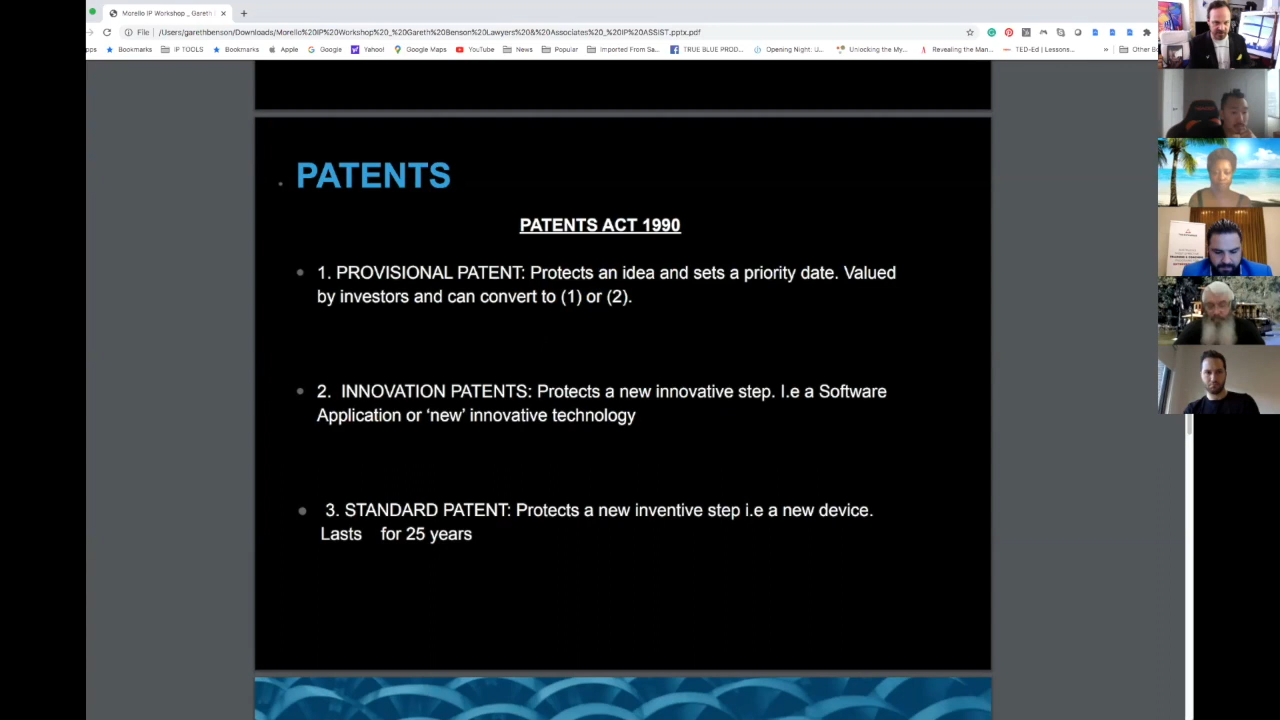 Morello IP Workshop _ Gareth
File
/Users/garethbenson/Downloads/Morello%20IP%20Workshop%20_%20Gareth%20Benson%20Lawyers%20&%20Associates%20_%20IP%20ASSIST.pptx.pdf
Bookmarks
IP TOOLS
Bookmarks
Apple
Google
Yahoo!
Google Maps
YouTube
News
Popular
Imported From Sa...
TRUE BLUE PROD...
Opening Night: U...
Unlocking the My...
Revealing the Man...
TED-Ed | Lessons...
»
PATENTS
PATENTS ACT 1990
1. PROVISIONAL PATENT: Protects an idea and sets a priority date. Valued
by investors and can convert to (1) or (2).
2. INNOVATION PATENTS: Protects a new innovative step. I.e a Software
Application or ‘new’ innovative technology
3. STANDARD PATENT: Protects a new inventive step i.e a new device.
Lasts for 25 years